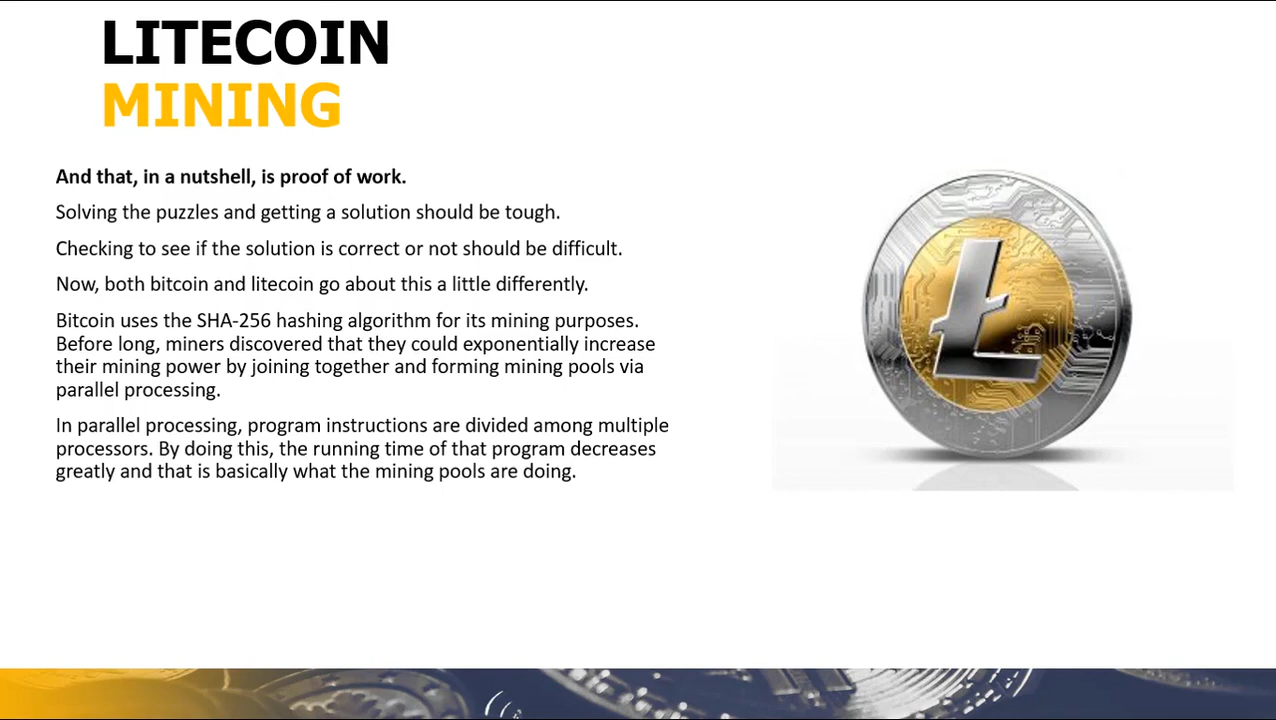 LITECOIN
MINING
And that, in a nutshell, is proof of work.
Solving the puzzles and getting a solution should be tough.
Checking to see if the solution is correct or not should be difficult.
Now, both bitcoin and litecoin go about this a little differently.
Bitcoin uses the SHA-256 hashing algorithm for its mining purposes.
Before long, miners discovered that they could exponentially increase
their mining power by joining together and forming mining pools via
parallel processing.
In parallel processing, program instructions are divided among multiple
processors. By doing this, the running time of that program decreases
greatly and that is basically what the mining pools are doing.